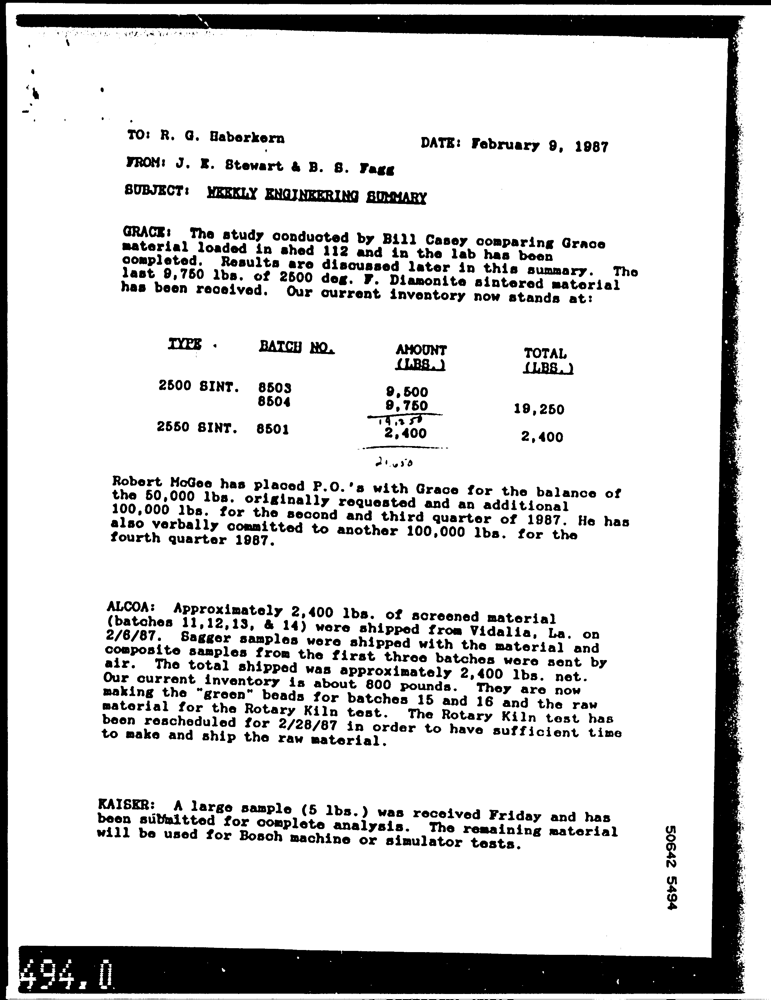 TO: R. G. Haberkern
DATE: February 9, 1987
FROM: J. E. Stewart & B. S. Fagg
SUBJECT: WEEKLY ENGINEERING SUMMARY
GRACE: The study conducted by Bill Casey comparing Grace
material loaded in shed 112 and in the lab has been
completed. Results are discussed later in this summary. The
last 9,750 lbs. of 2500 deg. F. Diamonite sintered material
has been received. Our current inventory now stands at:
TYPE BATCH NO. AMOUNT TOTAL
(LBS.) (LBS.)
2500 SINT. 8503 9,500
8504 9,750 19,250
19,250
2550 SINT. 8501 2,400 2,400
21,650
Robert McGee has placed P.O.'s with Grace for the balance of
the 50,000 lbs. originally requested and an additional
100,000 lbs. for the second and third quarter of 1987. He has
also verbally committed to another 100,000 lbs. for the
fourth quarter 1987.
ALCOA: Approximately 2,400 lbs. of screened material
(batches 11,12,13, & 14) were shipped from Vidalia, La. on
2/6/87. Sagger samples were shipped with the material and
composite samples from the first three batches were sent by
air. The total shipped was approximately 2,400 lbs. net.
Our current inventory is about 800 pounds. They are now
making the "green" beads for batches 15 and 16 and the raw
material for the Rotary Kiln test. The Rotary Kiln test has
been rescheduled for 2/28/87 in order to have sufficient time
to make and ship the raw material.
KAISER: A large sample (5 lbs.) was received Friday and has
been submitted for complete analysis. The remaining material
will be used for Bosch machine or simulator tests.
50642 5494
494.0